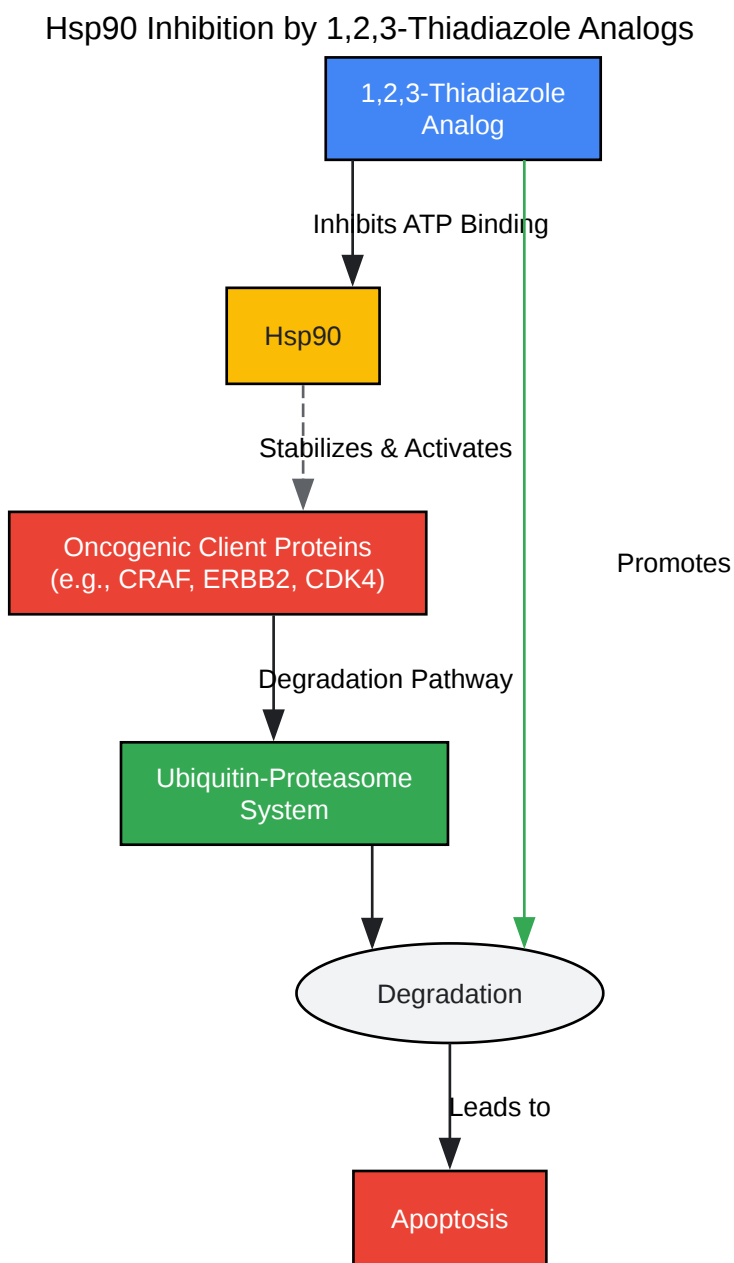 Hsp90 Inhibition by 1,2,3-Thiadiazole Analogs
1,2,3-Thiadiazole
Analog
Inhibits ATP Binding
Hsp90
Stabilizes & Activates
Oncogenic Client Proteins
(e.g., CRAF, ERBB2, CDK4)
Promotes
Degradation Pathway
Ubiquitin-Proteasome
System
Degradation
Leads to
Apoptosis